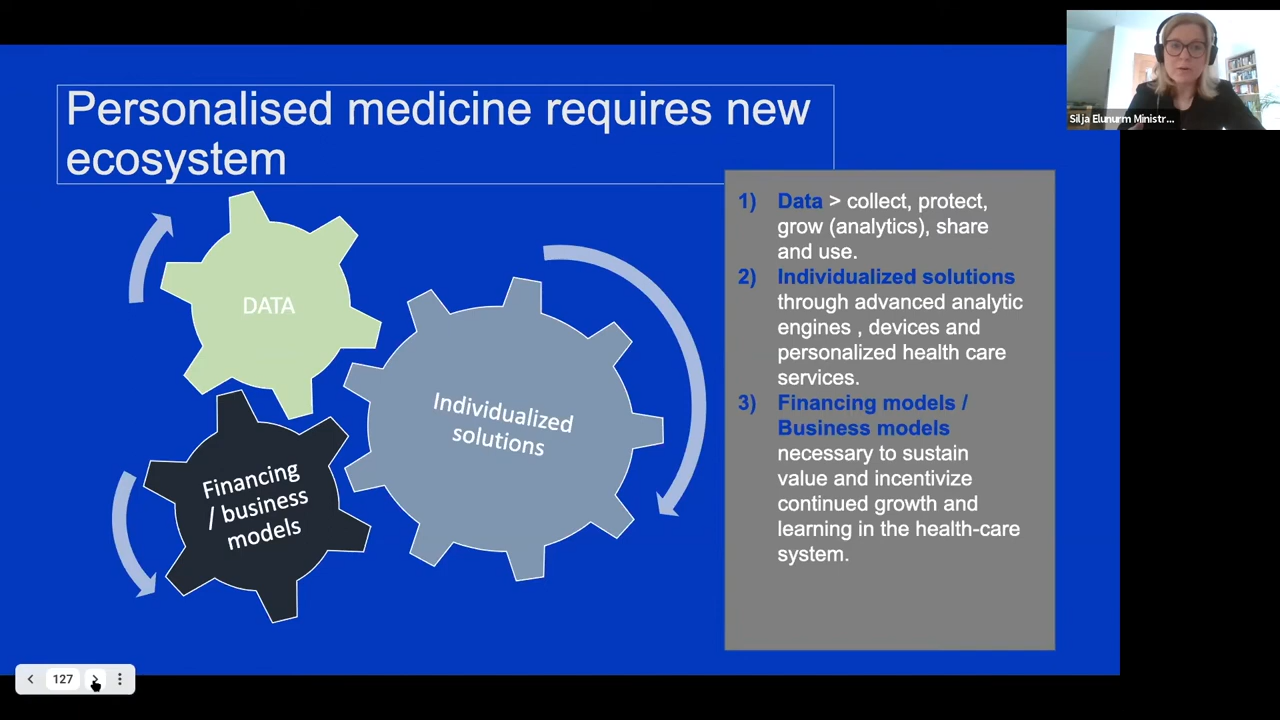 Personalised medicine requires new
ecosystem
DATA
Individualized
solutions
Financing
/ business
models
1) Data > collect, protect,
grow (analytics), share
and use.
2) Individualized solutions
through advanced analytic
engines , devices and
personalized health care
services.
3) Financing models /
Business models
necessary to sustain
value and incentivize
continued growth and
learning in the health-care
system.
Silja Elunurm Ministr...
127